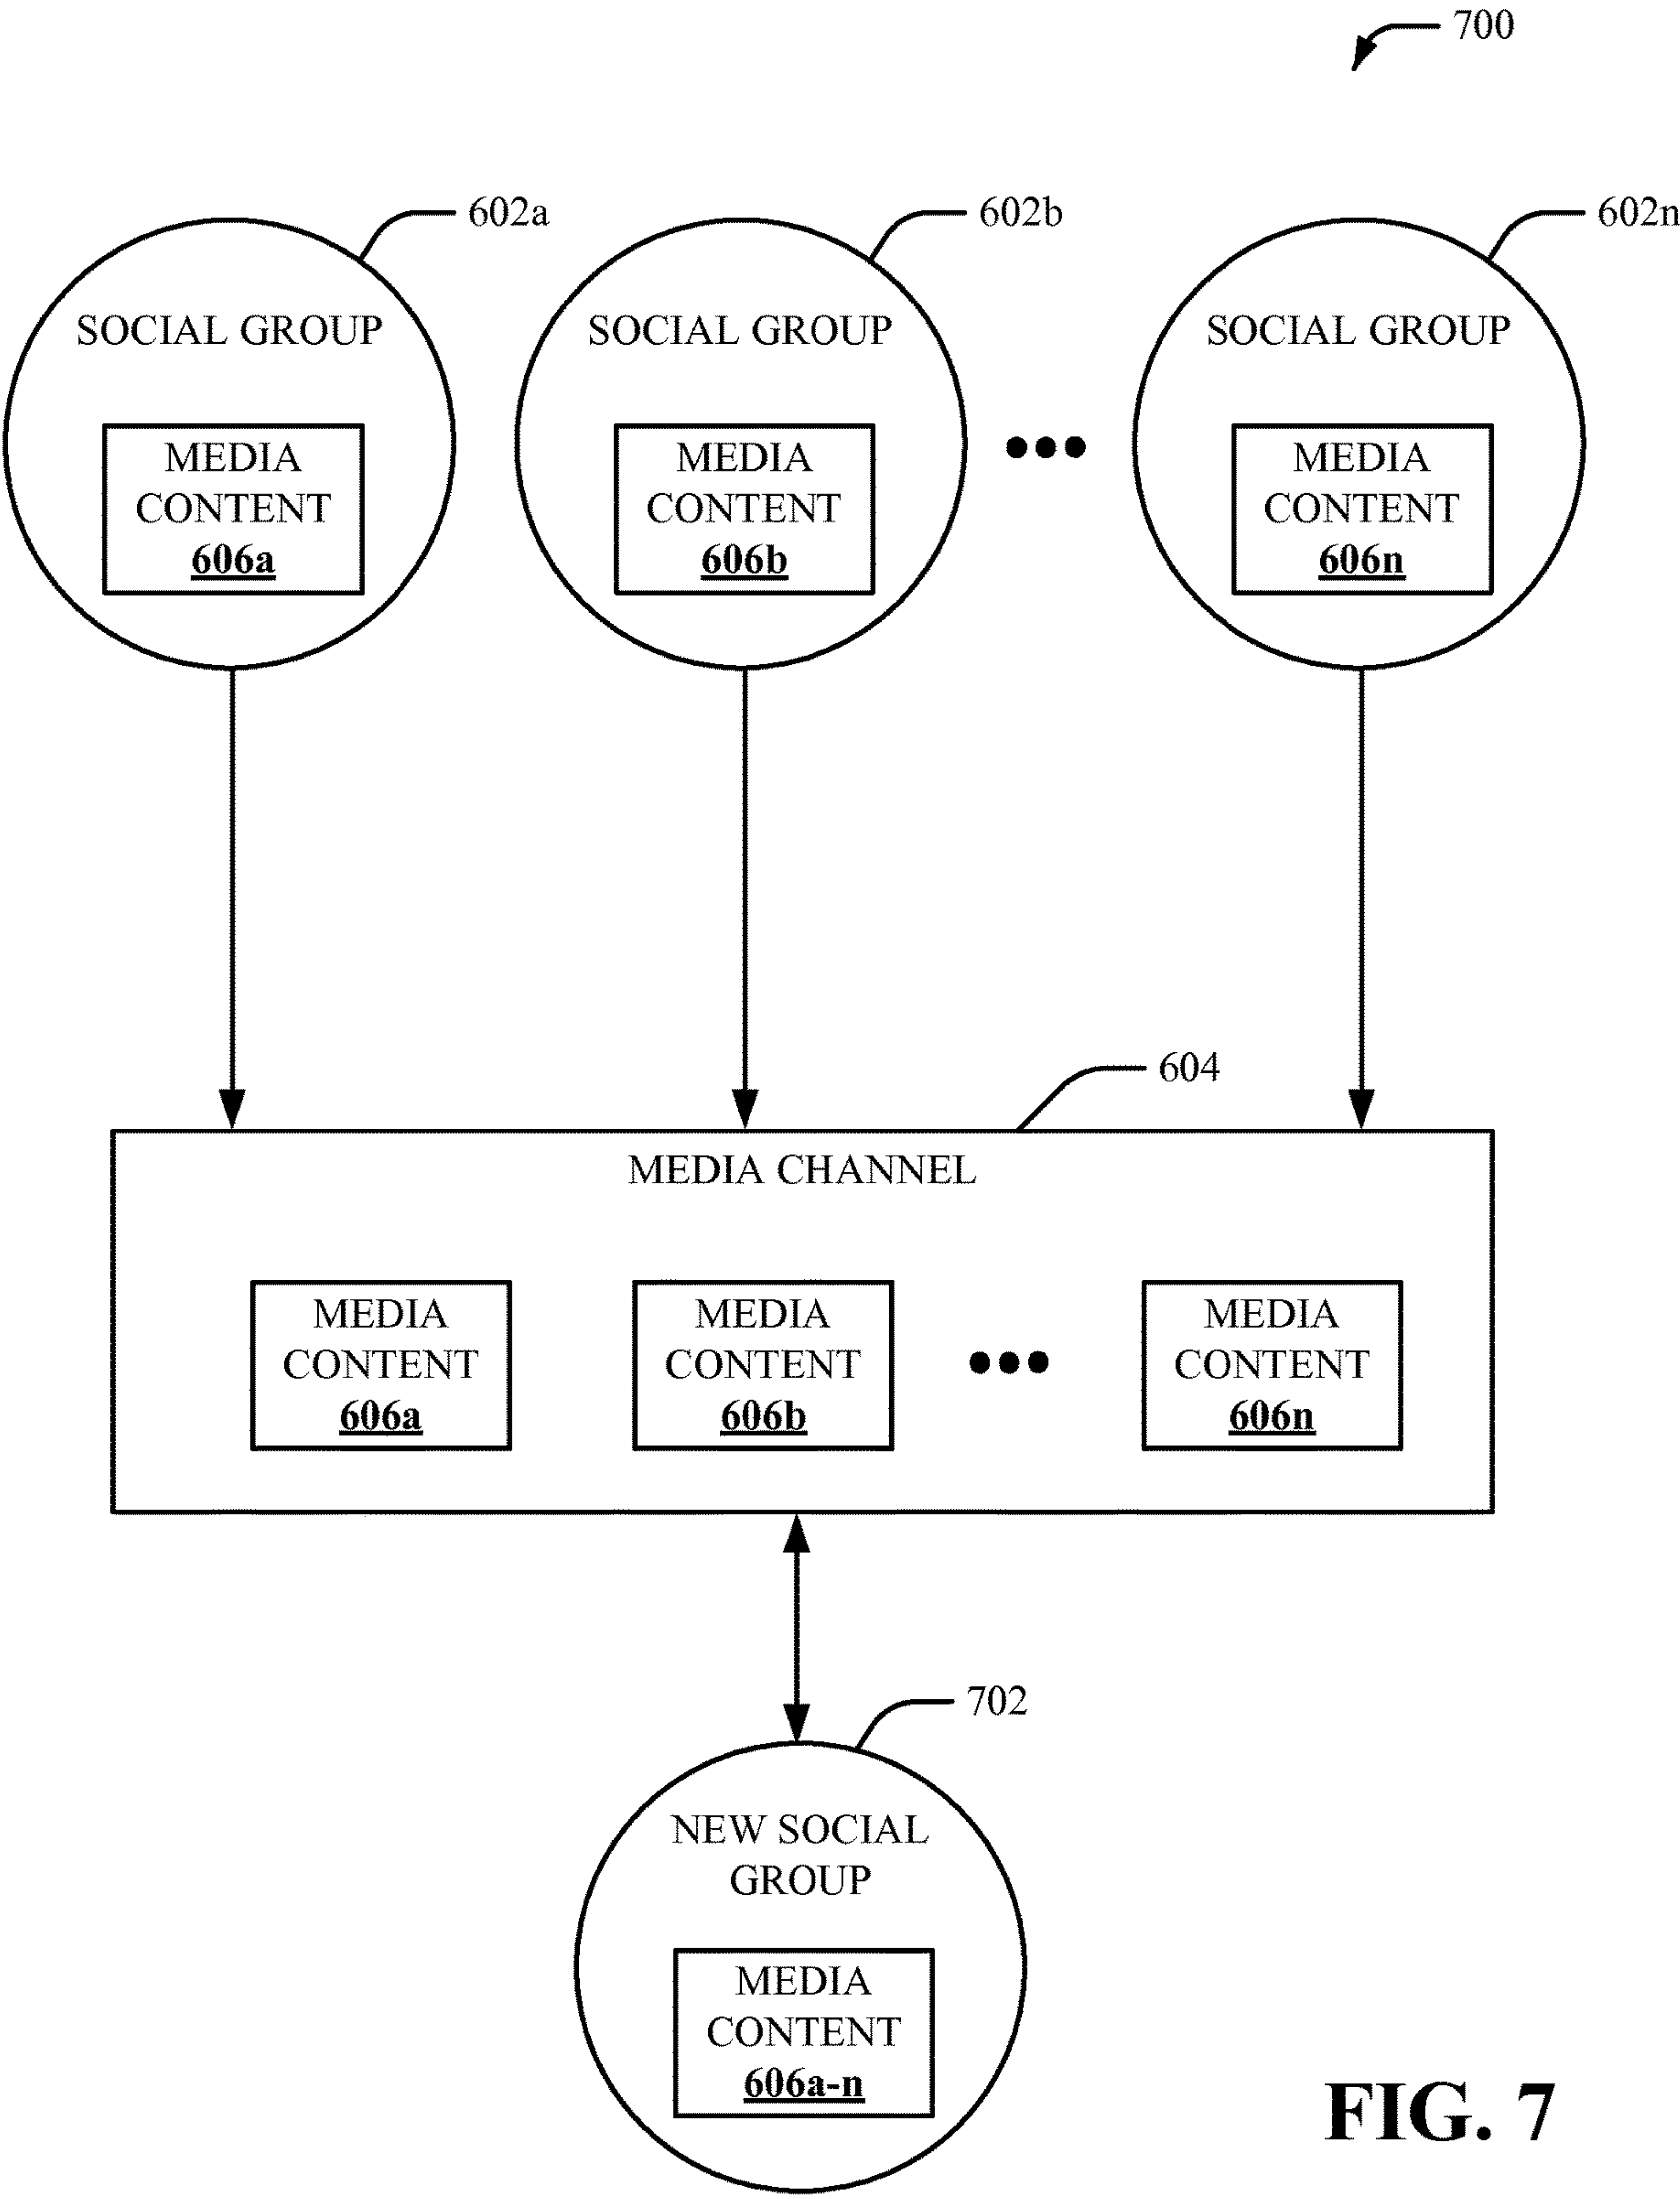 700
602a
602b
602n
SOCIAL GROUP
SOCIAL GROUP
SOCIAL GROUP
MEDIA
CONTENT
606a
MEDIA
CONTENT
606b
MEDIA
CONTENT
606n
604
MEDIA CHANNEL
MEDIA
CONTENT
606a
MEDIA
CONTENT
606b
MEDIA
CONTENT
606n
702
NEW SOCIAL
GROUP
MEDIA
CONTENT
606a-n
FIG. 7